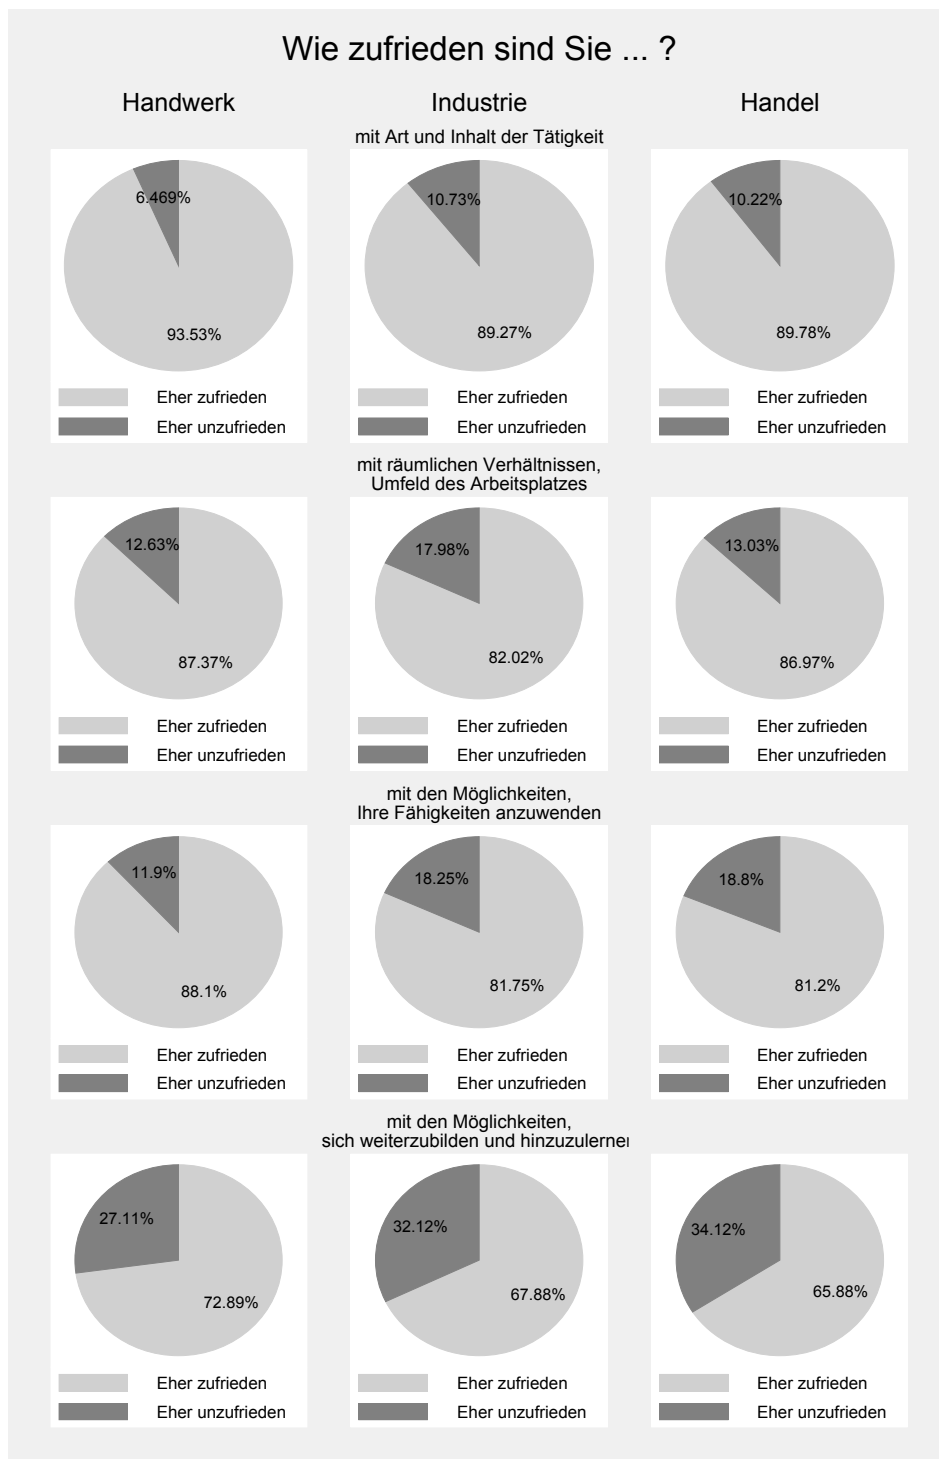 Wie zufrieden sind Sie ... ?
Handwerk Industrie Handel
mit Art und Inhalt der Tätigkeit
6.469% 10.73% 10.22%
93.53% 89.27% 89.78%
Eher zufrieden Eher zufrieden Eher zufrieden
Eher unzufrieden Eher unzufrieden Eher unzufrieden
mit räumlichen Verhältnissen,
Umfeld des Arbeitsplatzes
12.63% 17.98% 13.03%
87.37% 82.02% 86.97%
Eher zufrieden Eher zufrieden Eher zufrieden
Eher unzufrieden Eher unzufrieden Eher unzufrieden
mit den Möglichkeiten,
Ihre Fähigkeiten anzuwenden
11.9% 18.25% 18.8%
88.1% 81.75% 81.2%
Eher zufrieden Eher zufrieden Eher zufrieden
Eher unzufrieden Eher unzufrieden Eher unzufrieden
mit den Möglichkeiten,
sich weiterzubilden und hinzuzulernen
27.11% 32.12% 34.12%
72.89% 67.88% 65.88%
Eher zufrieden Eher zufrieden Eher zufrieden
Eher unzufrieden Eher unzufrieden Eher unzufrieden